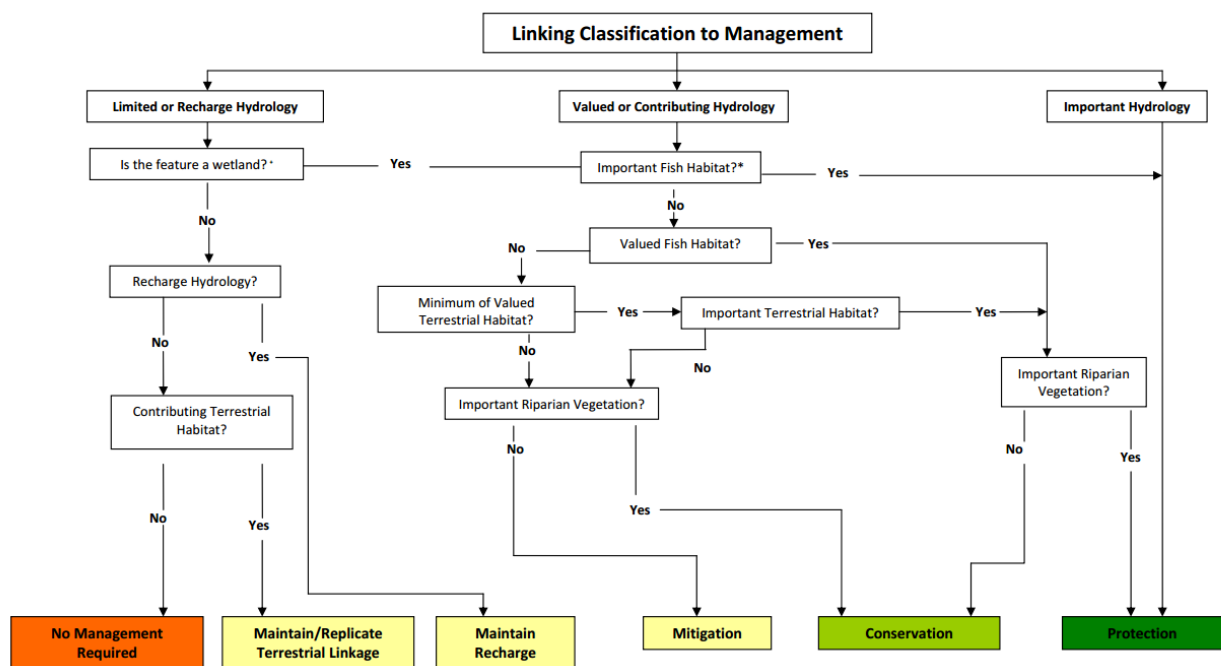 Linking Classification to Management
Limited or Recharge Hydrology
Valued or Contributing Hydrology
Important Hydrology
Is the feature a wetland? *
Yes
Important Fish Habitat?*
Yes
No
No
Valued Fish Habitat?
No
Yes
Recharge Hydrology?
Minimum of Valued
Terrestrial Habitat?
Yes
Important Terrestrial Habitat?
Yes
No
Yes
No
No
Important Riparian
Vegetation?
Contributing Terrestrial
Habitat?
Important Riparian Vegetation?
No
No
Yes
No
Yes
Yes
No Management
Required
Maintain/Replicate
Terrestrial Linkage
Maintain
Recharge
Mitigation
Conservation
Protection